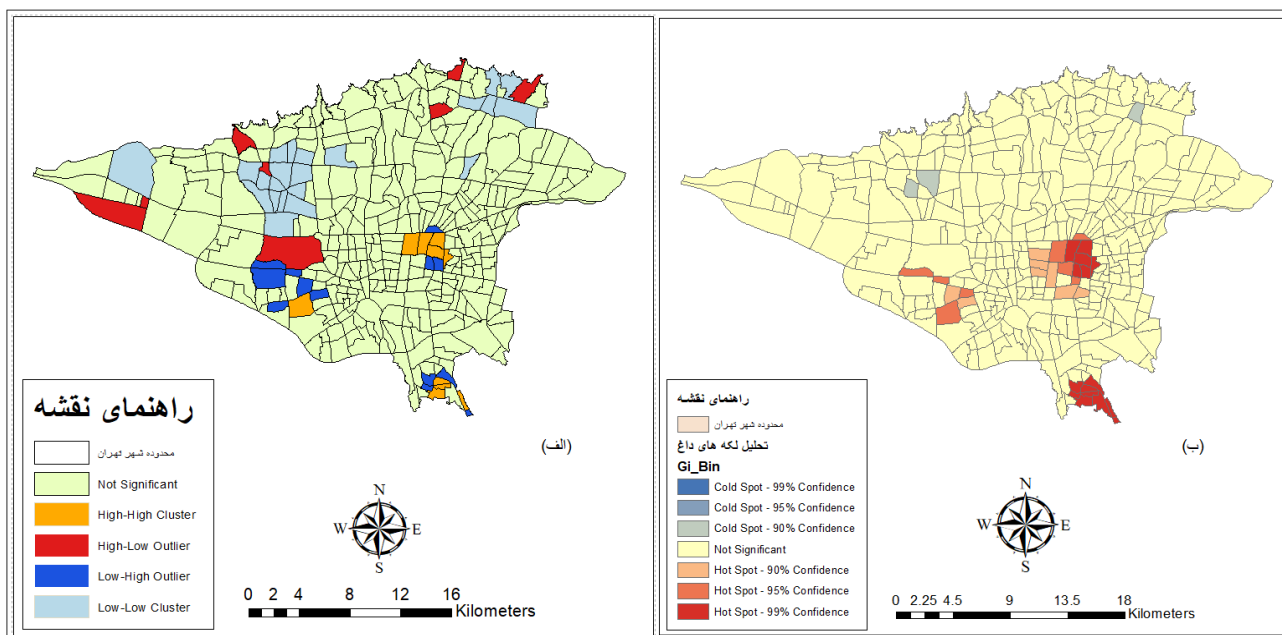 راهنمای نقشه
محدوده شهر تهران
Not Significant
High-High Cluster
High-Low Outlier
Low-High Outlier
Low-Low Cluster
(الف)
N
W
E
S
0 2 4 8 12 16
Kilometers
راهنمای نقشه
محدوده شهر تهران
تحلیل لکه های داغ
Gi_Bin
Cold Spot - 99% Confidence
Cold Spot - 95% Confidence
Cold Spot - 90% Confidence
Not Significant
Hot Spot - 90% Confidence
Hot Spot - 95% Confidence
Hot Spot - 99% Confidence
(ب)
N
W
E
S
0 2.25 4.5 9 13.5 18
Kilometers